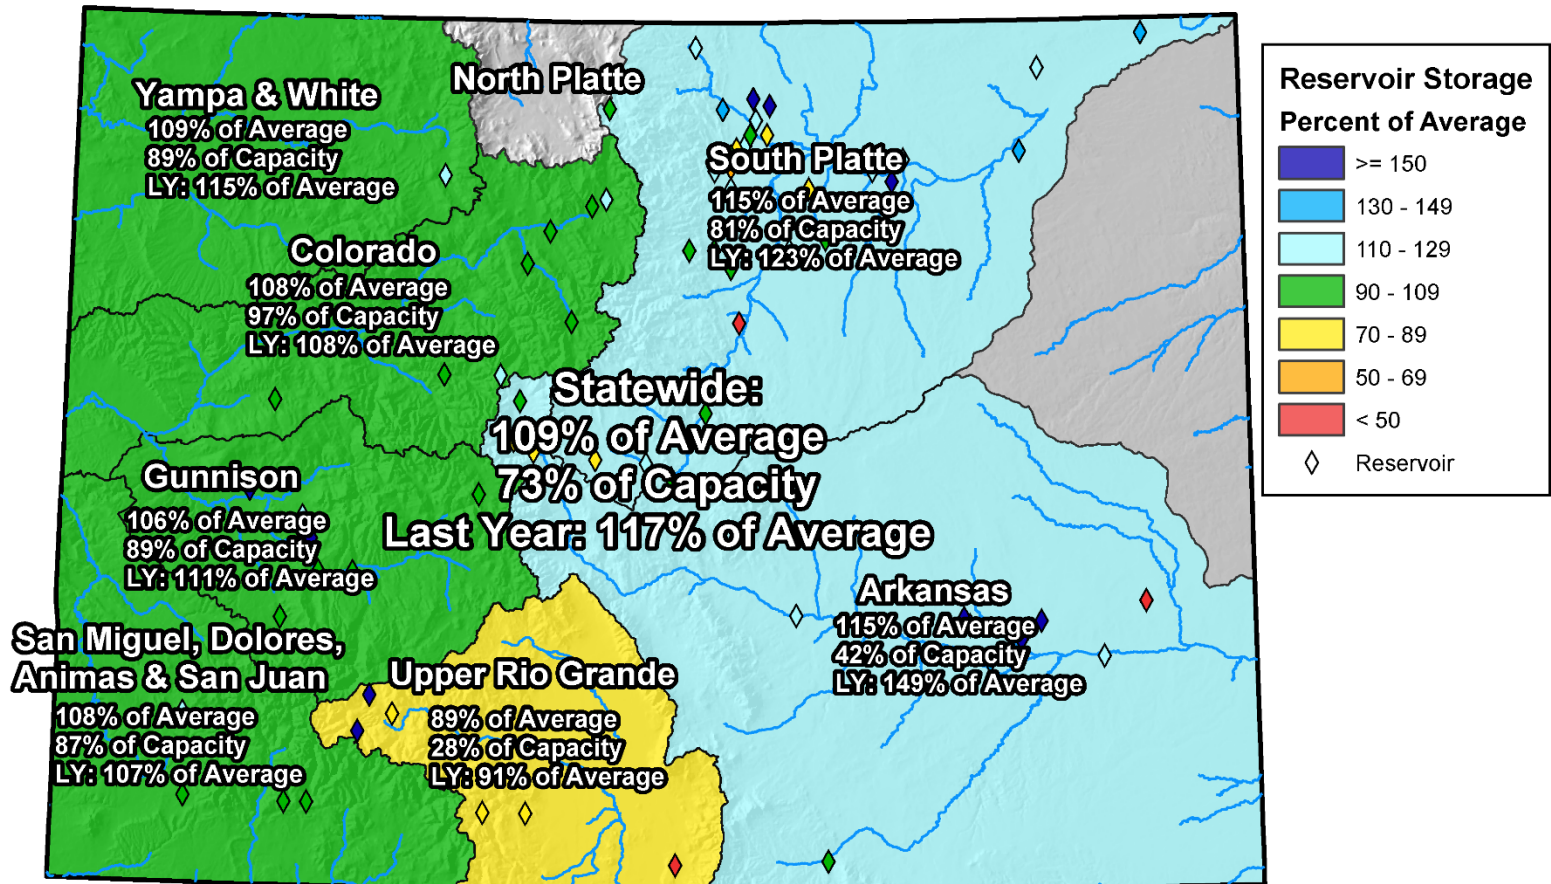 North Platte
Yampa & White
109% of Average
89% of Capacity
LY: 115% of Average
South Platte
115% of Average
81% of Capacity
LY: 123% of Average
Colorado
108% of Average
97% of Capacity
LY: 108% of Average
Statewide:
109% of Average
73% of Capacity
Last Year: 117% of Average
Gunnison
106% of Average
89% of Capacity
LY: 111% of Average
Arkansas
115% of Average
42% of Capacity
LY: 149% of Average
San Miguel, Dolores,
Animas & San Juan
108% of Average
87% of Capacity
LY: 107% of Average
Upper Rio Grande
89% of Average
28% of Capacity
LY: 91% of Average
Reservoir Storage
Percent of Average
>= 150
130 - 149
110 - 129
90 - 109
70 - 89
50 - 69
< 50
Reservoir